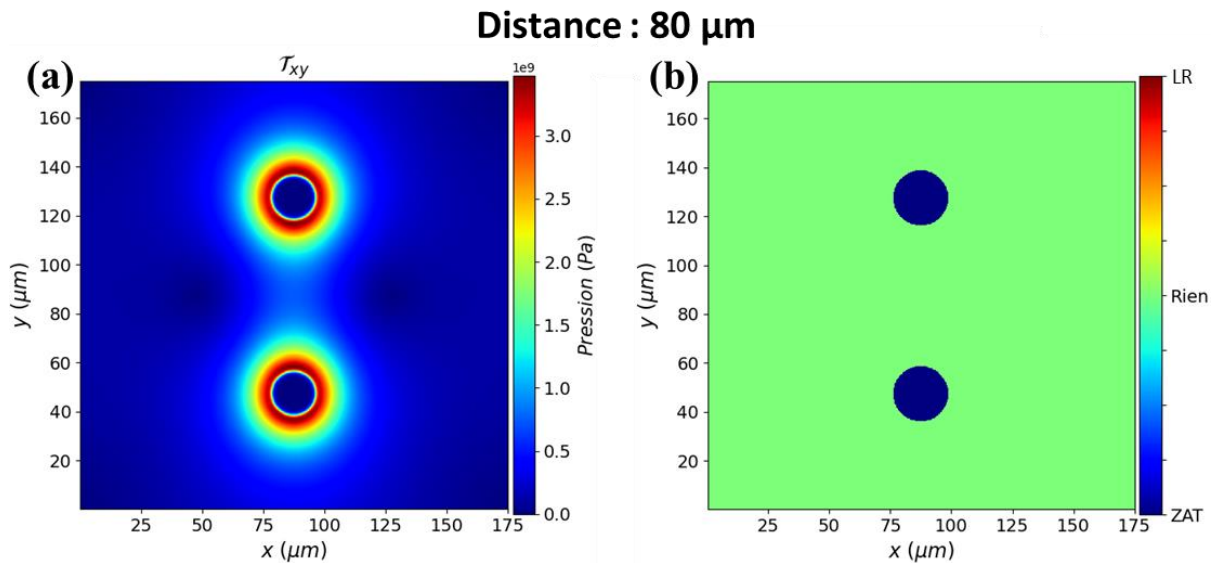 Distance : 80 µm
(a)
𝒯xy
1e9
160
140
120
100
80
60
40
20
y (µm)
25 50 75 100 125 150 175
x (µm)
3.0
2.5
2.0
1.5
1.0
0.5
0.0
Pression (Pa)
(b)
160
140
120
100
80
60
40
20
y (µm)
25 50 75 100 125 150 175
x (µm)
LR
Rien
ZAT